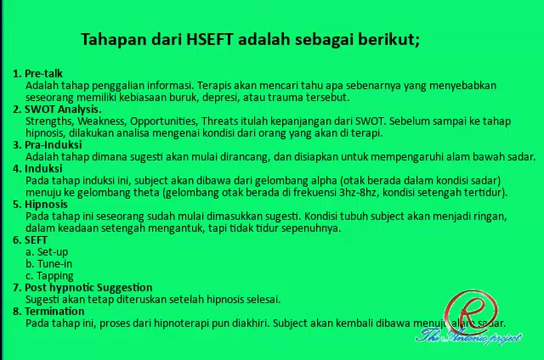 Tahapan dari HSEFT adalah sebagai berikut;
1. Pre-talk
Adalah tahap penggalian informasi. Terapis akan mencari tahu apa sebenarnya yang menyebabkan
seseorang memiliki kebiasaan buruk, depresi, atau trauma tersebut.
2. SWOT Analysis.
Strengths, Weakness, Opportunities, Threats itulah kepanjangan dari SWOT. Sebelum sampai ke tahap
hipnosis, dilakukan analisa mengenai kondisi dari orang yang akan di terapi.
3. Pra-Induksi
Adalah tahap dimana sugesti akan mulai dirancang, dan disiapkan untuk mempengaruhi alam bawah sadar.
4. Induksi
Pada tahap induksi ini, subject akan dibawa dari gelombang alpha (otak berada dalam kondisi sadar)
menuju ke gelombang theta (gelombang otak berada di frekuensi 3hz-8hz, kondisi setengah tertidur).
5. Hipnosis
Pada tahap ini seseorang sudah mulai dimasukkan sugesti. Kondisi tubuh subject akan menjadi ringan,
dalam keadaan setengah mengantuk, tapi tidak tidur sepenuhnya.
6. SEFT
a. Set-up
b. Tune-in
c. Tapping
7. Post hypnotic Suggestion
Sugesti akan tetap diteruskan setelah hipnosis selesai.
8. Termination
Pada tahap ini, proses dari hipnoterapi pun diakhiri. Subject akan kembali dibawa menuju alam sadar.
R
The Antonio project